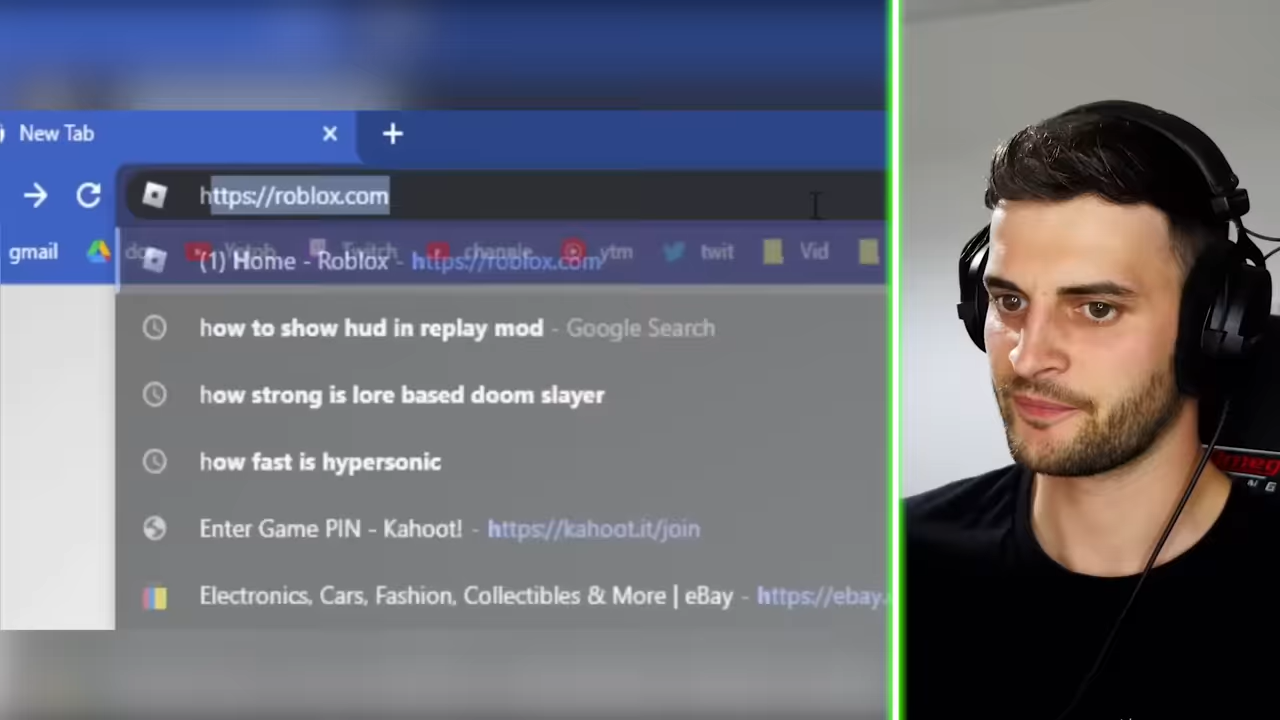 New Tab
https://roblox.com
gmail twit Vid
Twitch channele ytm
(1) Home - Roblox - https://roblox.com/
how to show hud in replay mod - Google Search
how strong is lore based doom slayer
how fast is hypersonic
Enter Game PIN - Kahoot! - https://kahoot.it/join
Electronics, Cars, Fashion, Collectibles & More | eBay - https://ebay.